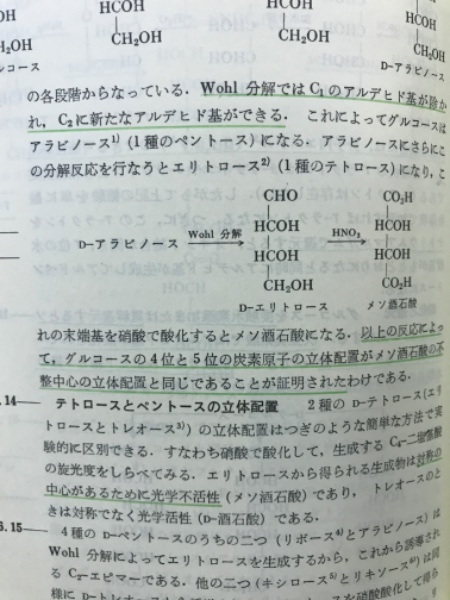 HCOH
HCOH
CH₂OH
CH₂OH
HCOH
CH₂OH
D-アラビノース
の各段階からなっている. Wohl 分解では C₁ のアルデヒド基が除か
れ, C₂に新たなアルデヒド基ができる. これによってグルコースは
アラビノース¹⁾ (1種のペントース) になる. アラビノースにさらにこ
の分解反応を行なうとエリトロース²⁾ (1種のテトロース) になり, こ
CHO CO₂H
D-アラビノース Wohl 分解 HCOH HNO₃ HCOH
HCOH HCOH
CH₂OH CO₂H
D-エリトロース メソ酒石酸
れの末端基を硝酸で酸化するとメソ酒石酸になる. 以上の反応によっ
て, グルコースの4位と5位の炭素原子の立体配置がメソ酒石酸の不
整中心の立体配置と同じであることが証明されたわけである.
.14 テトロースとペントースの立体配置 2種の D-テトロース(エリ
トロースとトレオース³⁾) の立体配置はつぎのような簡単な方法で実
験的に区別できる. すなわち硝酸で酸化して, 生成する C₄-二塩基酸
の旋光度をしらべてみる. エリトロースから得られる生成物は対称の
中心があるために光学不活性 (メソ酒石酸) であり, トレオースのと
きは対称でなく光学活性 (D-酒石酸) である.
6.15 4種の D-ペントースのうちの二つ (リボース⁴⁾とアラビノース) は
Wohl 分解によってエリトロースを生成するから, これから誘導され
る C₂-エピマーである. 他の二つ (キシロース⁵⁾とリキソース⁶⁾) は同
様に D-トレオース
を硝酸酸化して得ら